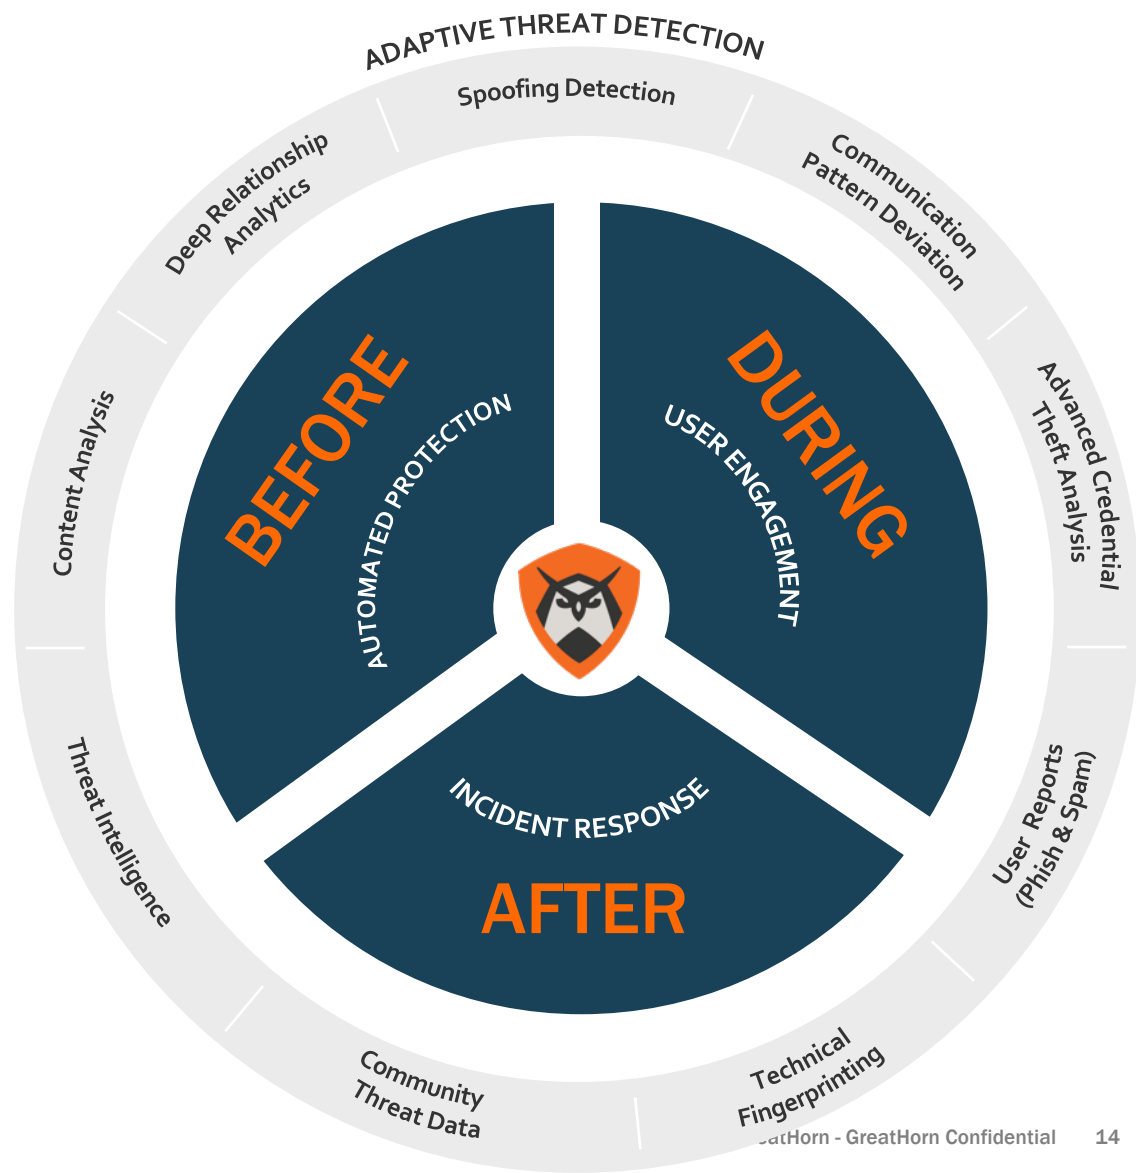 ADAPTIVE THREAT DETECTION
Spoofing Detection
Communication
Pattern Deviation
Advanced Credential
Theft Analysis
User Reports
(Phish & Spam)
Technical
Fingerprinting
Community
Threat Data
Threat Intelligence
Content Analysis
Deep Relationship
Analytics
BEFORE
AUTOMATED PROTECTION
DURING
USER ENGAGEMENT
INCIDENT RESPONSE
AFTER
- GreatHorn Confidential 14